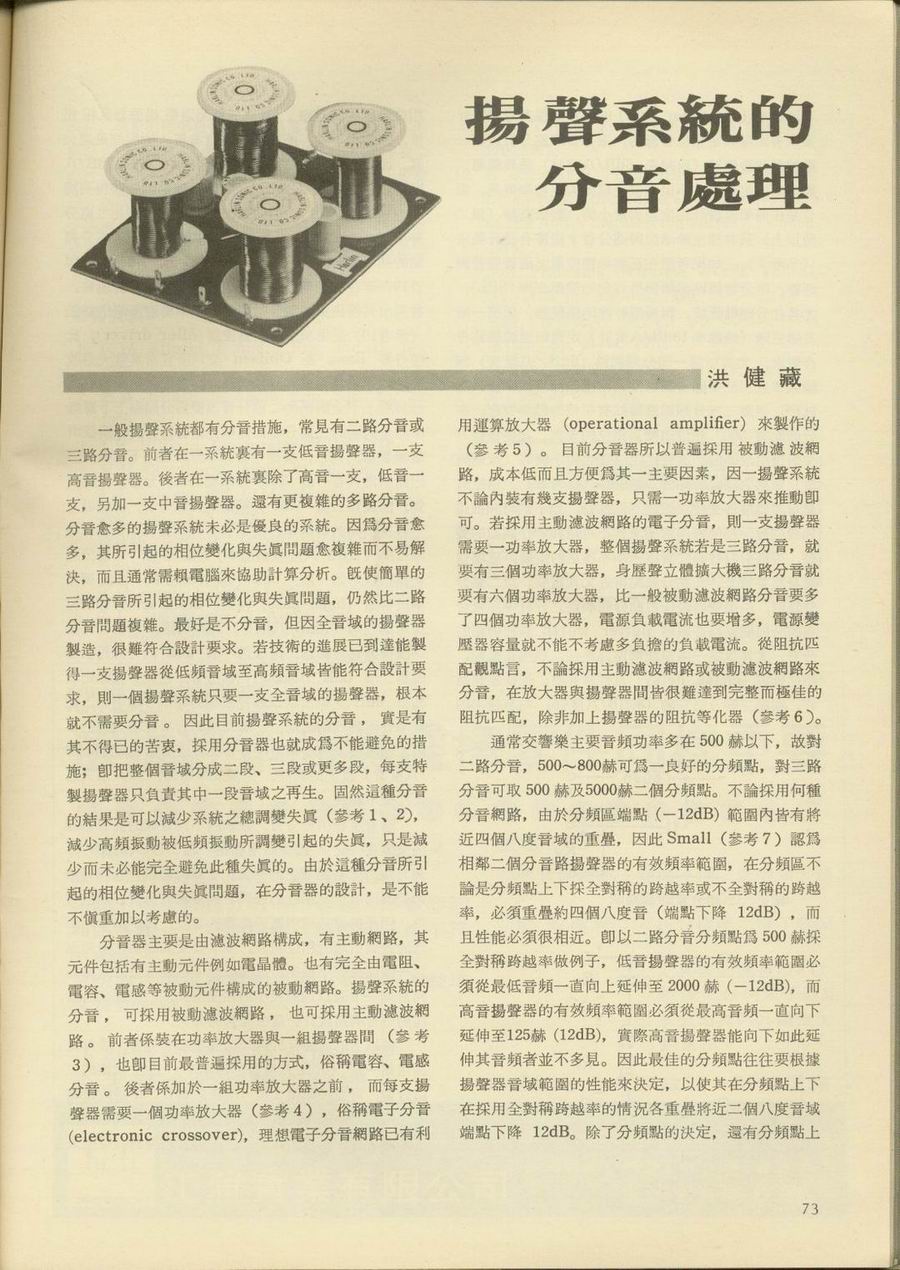 揚聲系統的
分音處理
洪健藏
一般揚聲系統都有分音措施，常見有二路分音或
三路分音。前者在一系統裏有一支低音揚聲器，一支
高音揚聲器。後者在一系統裏除了高音一支，低音一
支，另加一支中音揚聲器。還有更複雜的多路分音。
分音愈多的揚聲系統未必是優良的系統。因爲分音愈
多，其所引起的相位變化與失眞問題愈複雜而不易解
決，而且通常需賴電腦來協助計算分析。旣使簡單的
三路分音所引起的相位變化與失眞問題，仍然比二路
分音問題複雜。最好是不分音，但因全音域的揚聲器
製造，很難符合設計要求。若技術的進展已到達能製
得一支揚聲器從低頻音域至高頻音域皆能符合設計要
求，則一個揚聲系統只要一支全音域的揚聲器，根本
就不需要分音。因此目前揚聲系統的分音，實是有
其不得已的苦衷，採用分音器也就成爲不能避免的措
施；卽把整個音域分成二段、三段或更多段，每支特
製揚聲器只負責其中一段音域之再生。固然這種分音
的結果是可以減少系統之總調變失眞（參考1、2），
減少高頻振動被低頻振動所調變引起的失眞，只是減
少而未必能完全避免此種失眞的。由於這種分音所引
起的相位變化與失眞問題，在分音器的設計，是不能
不愼重加以考慮的。
分音器主要是由濾波網路構成，有主動網路，其
元件包括有主動元件例如電晶體。也有完全由電阻、
電容、電感等被動元件構成的被動網路。揚聲系統的
分音，可採用被動濾波網路，也可採用主動濾波網
路。前者係裝在功率放大器與一組揚聲器間（參考
3），也卽目前最普遍採用的方式，俗稱電容、電感
分音。後者係加於一組功率放大器之前，而每支揚
聲器需要一個功率放大器（參考4），俗稱電子分音
(electronic crossover)，理想電子分音網路已有利
用運算放大器（operational amplifier）來製作的
（參考5）。目前分音器所以普遍採用被動濾波網
路，成本低而且方便爲其一主要因素，因一揚聲系統
不論內裝有幾支揚聲器，只需一功率放大器來推動卽
可。若採用主動濾波網路的電子分音，則一支揚聲器
需要一功率放大器，整個揚聲系統若是三路分音，就
要有三個功率放大器，身歷聲立體擴大機三路分音就
要有六個功率放大器，比一般被動濾波網路分音要多
了四個功率放大器，電源負載電流也要增多，電源變
壓器容量就不能不考慮多負擔的負載電流。從阻抗匹
配觀點言，不論採用主動濾波網路或被動濾波網路來
分音，在放大器與揚聲器間皆很難達到完整而極佳的
阻抗匹配，除非加上揚聲器的阻抗等化器（參考6）。
通常交響樂主要音頻功率多在500赫以下，故對
二路分音，500～800赫可爲一良好的分頻點，對三路
分音可取500赫及5000赫二個分頻點。不論採用何種
分音網路，由於分頻區端點（—12dB）範圍內皆有將
近四個八度音域的重疊，因此Small（參考7）認爲
相鄰二個分音路揚聲器的有效頻率範圍，在分頻區不
論是分頻點上下採全對稱的跨越率或不全對稱的跨越
率，必須重疊約四個八度音（端點下降 12dB），而
且性能必須很相近。卽以二路分音分頻點爲500赫採
全對稱跨越率做例子，低音揚聲器的有效頻率範圍必
須從最低音頻一直向上延伸至2000赫（—12dB），而
高音揚聲器的有效頻率範圍必須從最高音頻一直向下
延伸至125赫（12dB），實際高音揚聲器能向下如此延
伸其音頻者並不多見。因此最佳的分頻點往往要根據
揚聲器音域範圍的性能來決定，以使其在分頻點上下
在採用全對稱跨越率的情況各重疊將近二個八度音域
端點下降 12dB。除了分頻點的決定，還有分頻點上
73